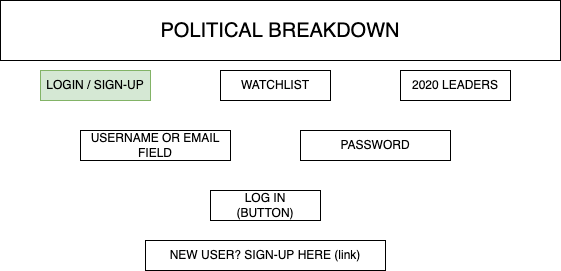 POLITICAL BREAKDOWN
LOGIN / SIGN-UP
WATCHLIST
2020 LEADERS
USERNAME OR EMAIL
FIELD
PASSWORD
LOG IN
(BUTTON)
NEW USER? SIGN-UP HERE (link)